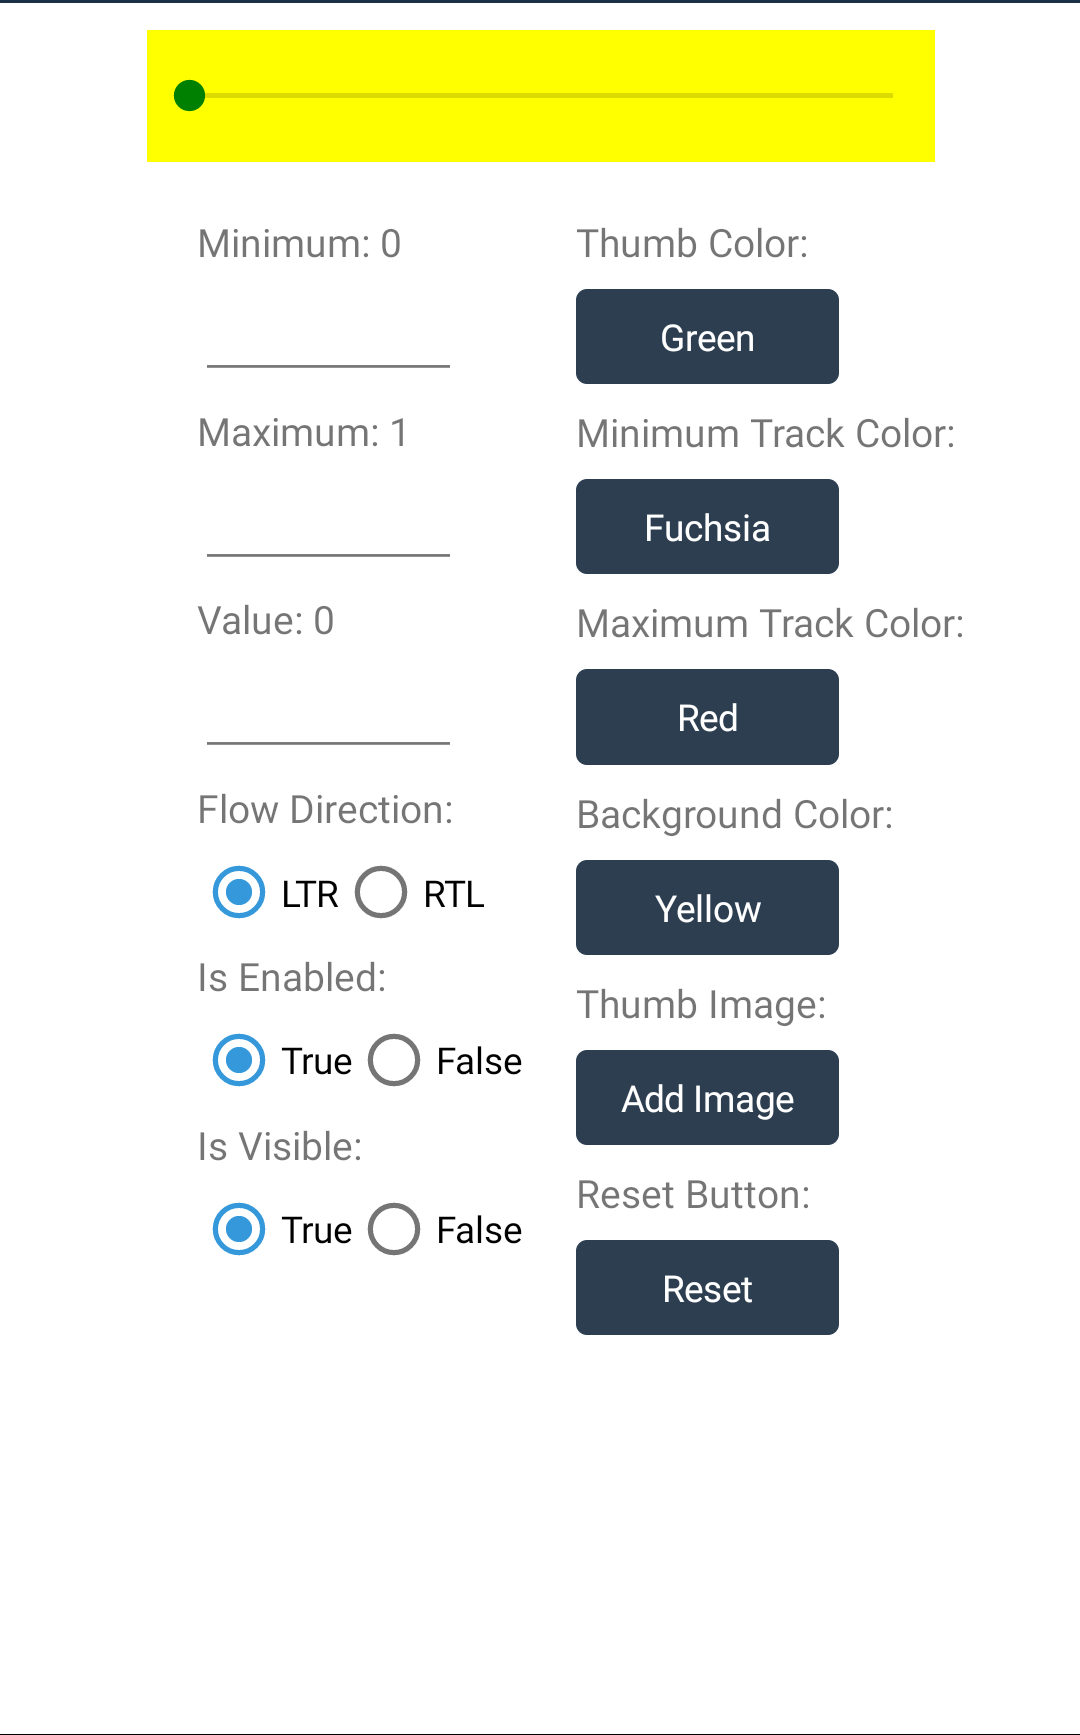 Minimum: 0
Maximum: 1
Value: 0
Flow Direction:
LTR RTL
Is Enabled:
True False
Is Visible:
True False
Thumb Color:
Green
Minimum Track Color:
Fuchsia
Maximum Track Color:
Red
Background Color:
Yellow
Thumb Image:
Add Image
Reset Button:
Reset